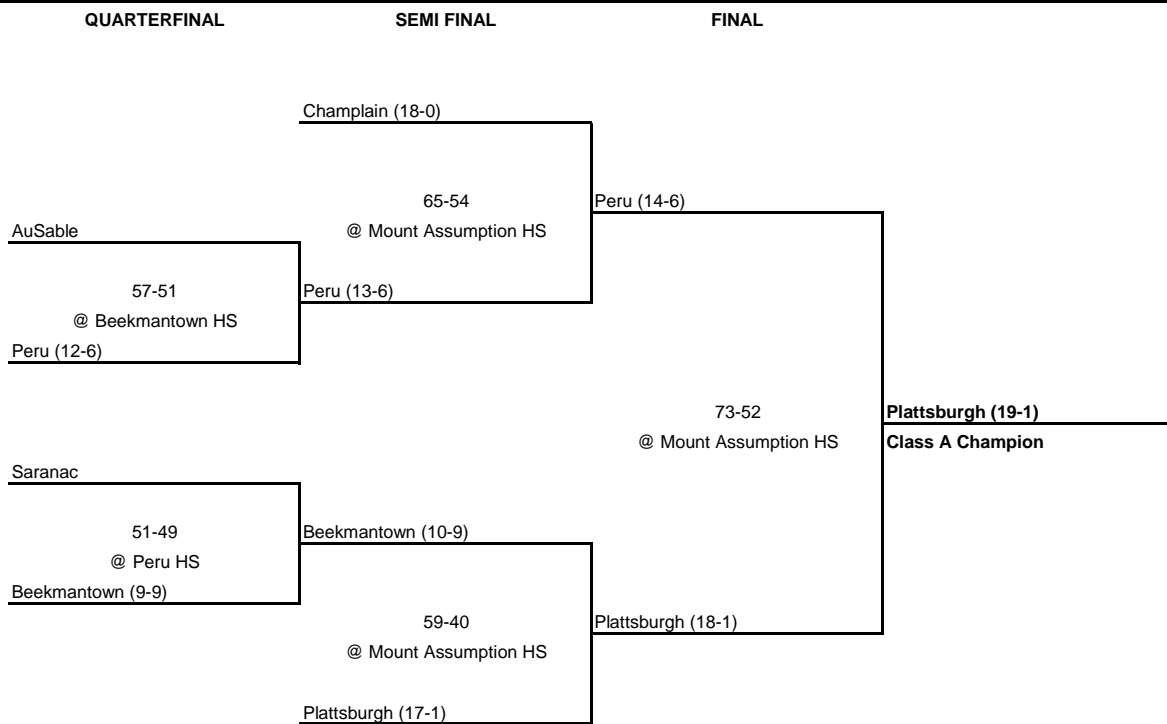 QUARTERFINAL SEMI FINAL FINAL
Champlain (18-0)
65-54 Peru (14-6)
AuSable @ Mount Assumption HS
57-51 Peru (13-6)
@ Beekmantown HS
Peru (12-6)
73-52 Plattsburgh (19-1)
@ Mount Assumption HS Class A Champion
Saranac
51-49 Beekmantown (10-9)
@ Peru HS
Beekmantown (9-9)
59-40 Plattsburgh (18-1)
@ Mount Assumption HS
Plattsburgh (17-1)